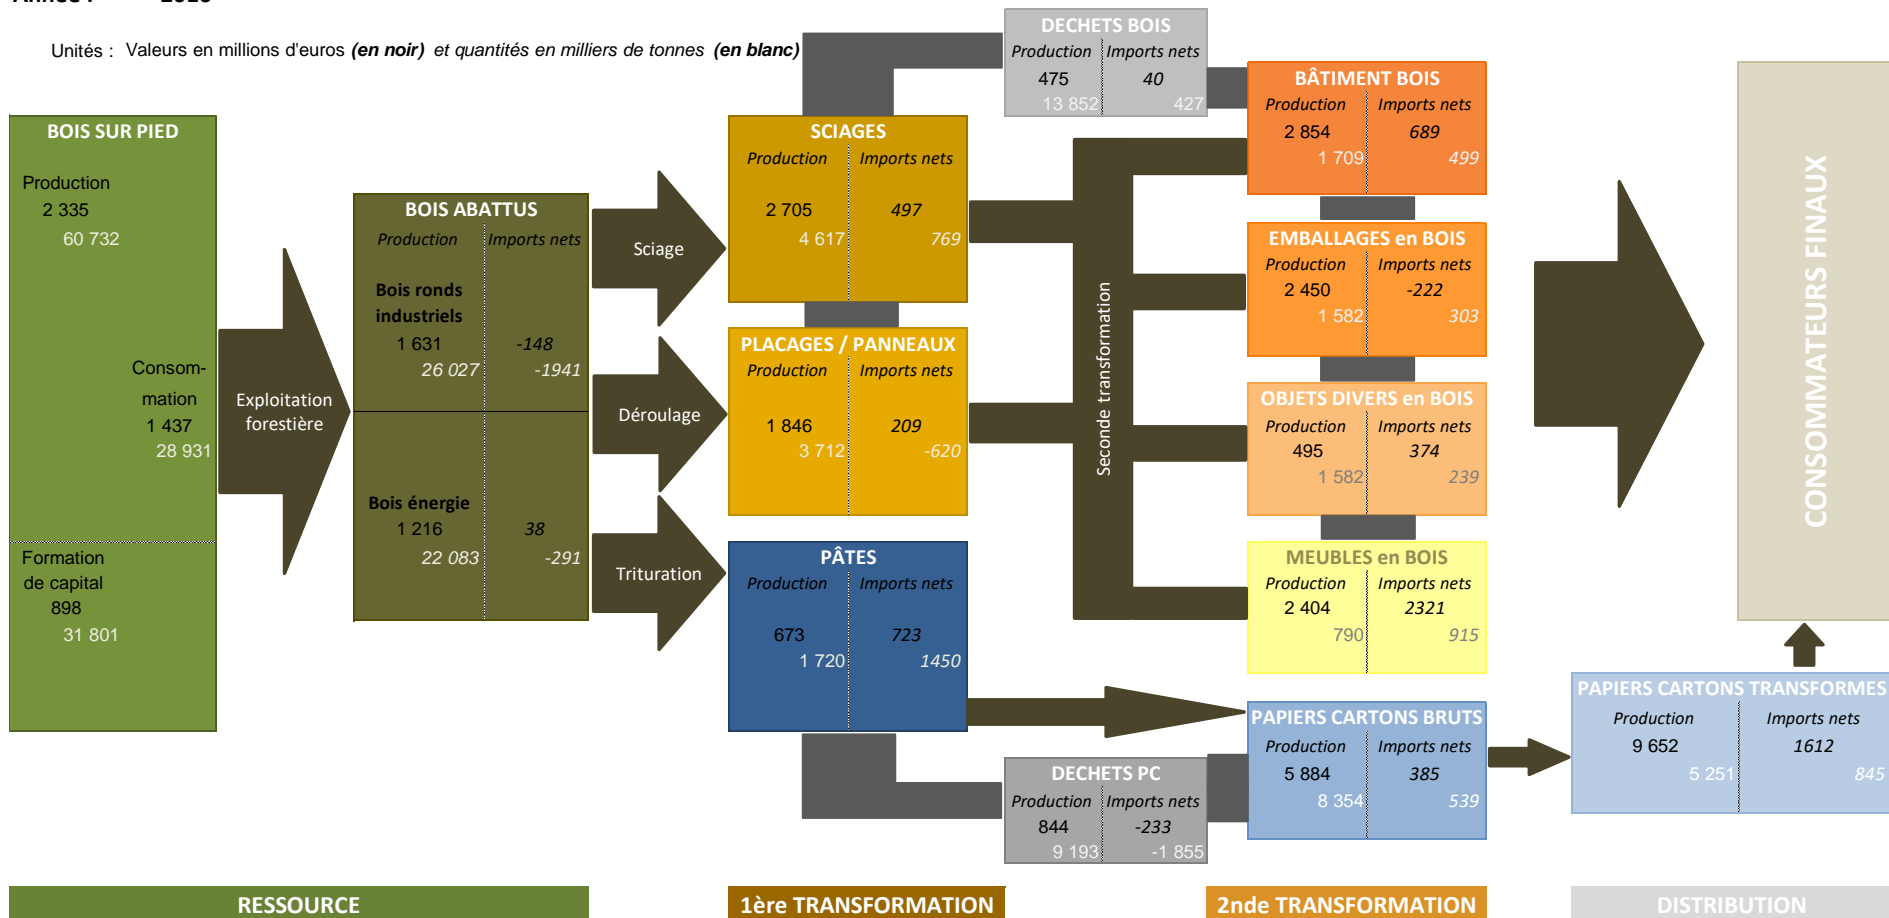 Unités : Valeurs en millions d'euros (en noir) et quantités en milliers de tonnes (en blanc)
BOIS SUR PIED
Production
2 335
60 732
Consom-
mation
1 437
28 931
Formation
de capital
898
31 801
Exploitation
forestière
BOIS ABATTUS
Production Imports nets
Bois ronds
industriels
1 631 -148
26 027 -1941
Bois énergie
1 216 38
22 083 -291
Sciage
Déroulage
Trituration
SCIAGES
Production Imports nets
2 705 497
4 617 769
PLACAGES / PANNEAUX
Production Imports nets
1 846 209
3 712 -620
PÂTES
Production Imports nets
673 723
1 720 1450
DECHETS BOIS
Production Imports nets
475 40
13 852 427
DECHETS PC
Production Imports nets
844 -233
9 193 -1 855
Seconde transformation
BÂTIMENT BOIS
Production Imports nets
2 854 689
1 709 499
EMBALLAGES en BOIS
Production Imports nets
2 450 -222
1 582 303
OBJETS DIVERS en BOIS
Production Imports nets
495 374
1 582 239
MEUBLES en BOIS
Production Imports nets
2 404 2321
790 915
PAPIERS CARTONS BRUTS
Production Imports nets
5 884 385
8 354 539
CONSOMMATEURS FINAUX
PAPIERS CARTONS TRANSFORMES
Production Imports nets
9 652 1612
5 251 845
RESSOURCE
1ère TRANSFORMATION
2nde TRANSFORMATION
DISTRIBUTION